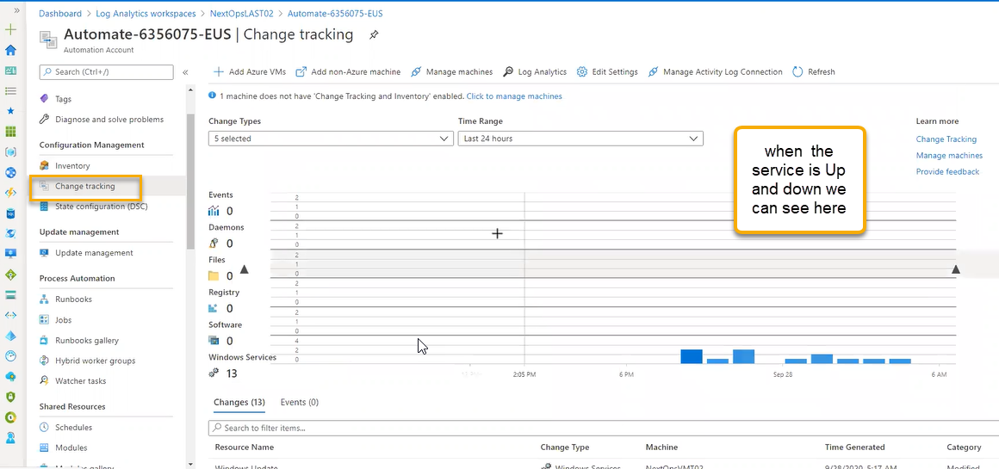 Dashboard > Log Analytics workspaces > NextOpsLAST02 > Automate-6356075-EUS
Automate-6356075-EUS | Change tracking
Automation Account
Search (Ctrl+/)
Tags
Diagnose and solve problems
Configuration Management
Inventory
Change tracking
State configuration (DSC)
Update management
Update management
Process Automation
Runbooks
Jobs
Runbooks gallery
Hybrid worker groups
Watcher tasks
Shared Resources
Schedules
Modules
Modules gallery
Add Azure VMs Add non-Azure machine Manage machines Log Analytics Edit Settings Manage Activity Log Connection Refresh
1 machine does not have 'Change Tracking and Inventory' enabled. Click to manage machines
Change Types Time Range
5 selected Last 24 hours
Learn more
Change Tracking
Manage machines
Provide feedback
when the
service is Up
and down we
can see here
Events
0
2
1
0
Daemons
0
2
1
0
Files
0
2
1
0
Registry
0
2
1
0
Software
0
2
1
0
Windows Services
13
4
2
0
2:05 PM 6 PM Sep 28 6 AM
Changes (13) Events (0)
Search to filter items...
Resource Name Change Type Machine Time Generated Category
Windows Update Windows Services NextOpsVMT02 9/28/2020, 5:17 AM Modified